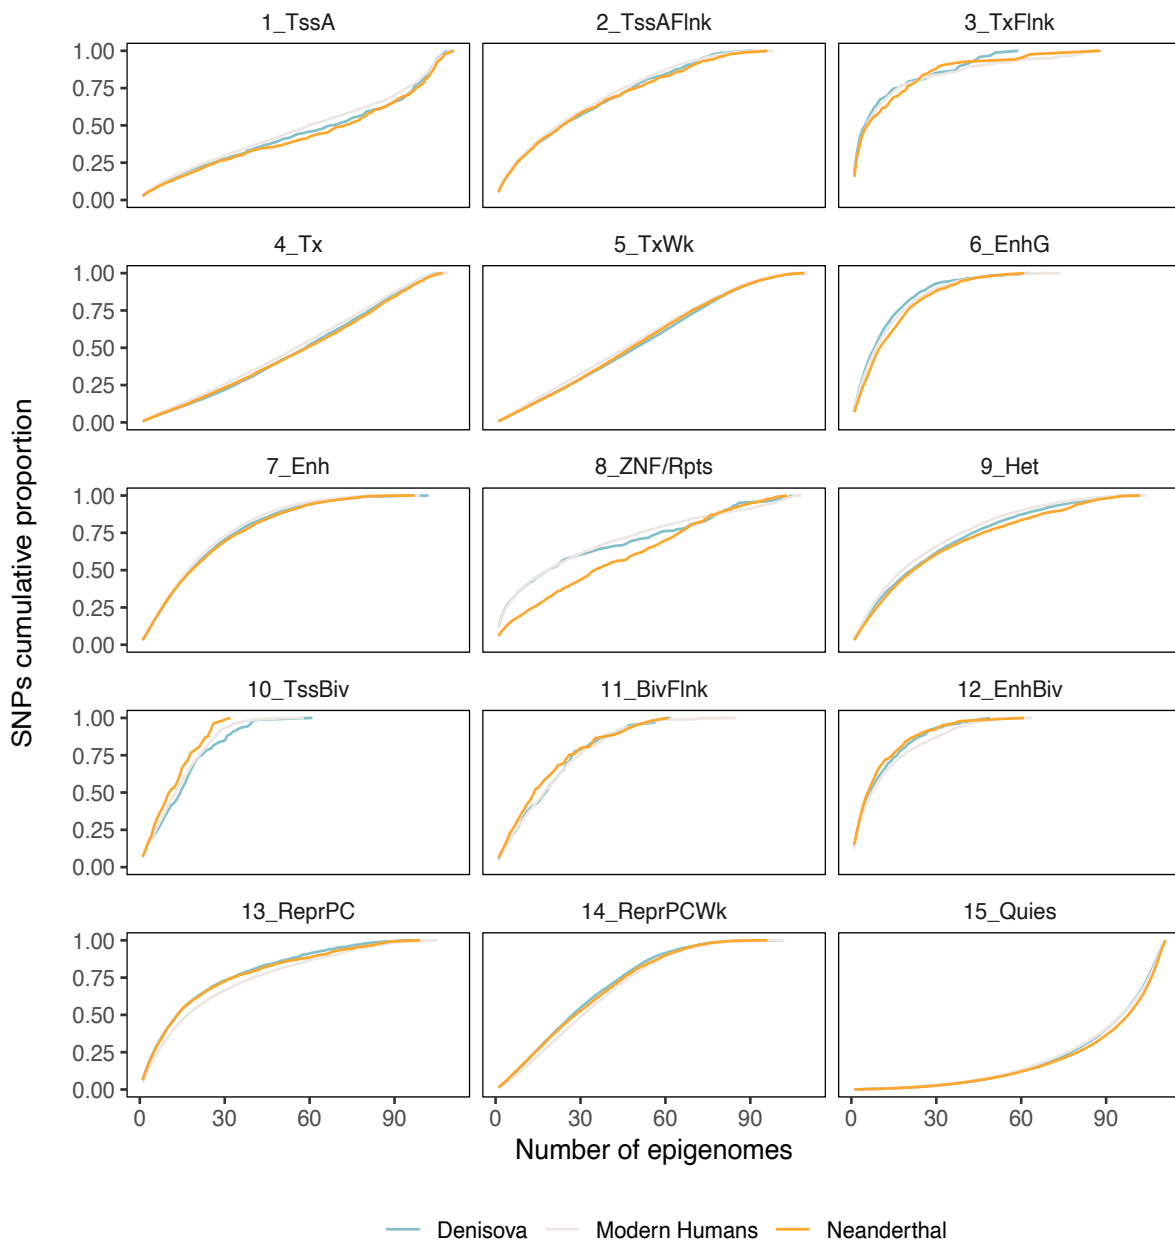 1_TssA 2_TssAFlnk 3_TxFlnk
1.00
0.75
0.50
0.25
0.00
4_Tx 5_TxWk 6_EnhG
1.00
0.75
0.50
0.25
0.00
7_Enh 8_ZNF/Rpts 9_Het
1.00
0.75
0.50
0.25
0.00
10_TssBiv 11_BivFlnk 12_EnhBiv
1.00
0.75
0.50
0.25
0.00
13_ReprPC 14_ReprPCWk 15_Quies
1.00
0.75
0.50
0.25
0.00
0 30 60 90 0 30 60 90 0 30 60 90
SNPs cumulative proportion
Number of epigenomes
Denisova Modern Humans Neanderthal